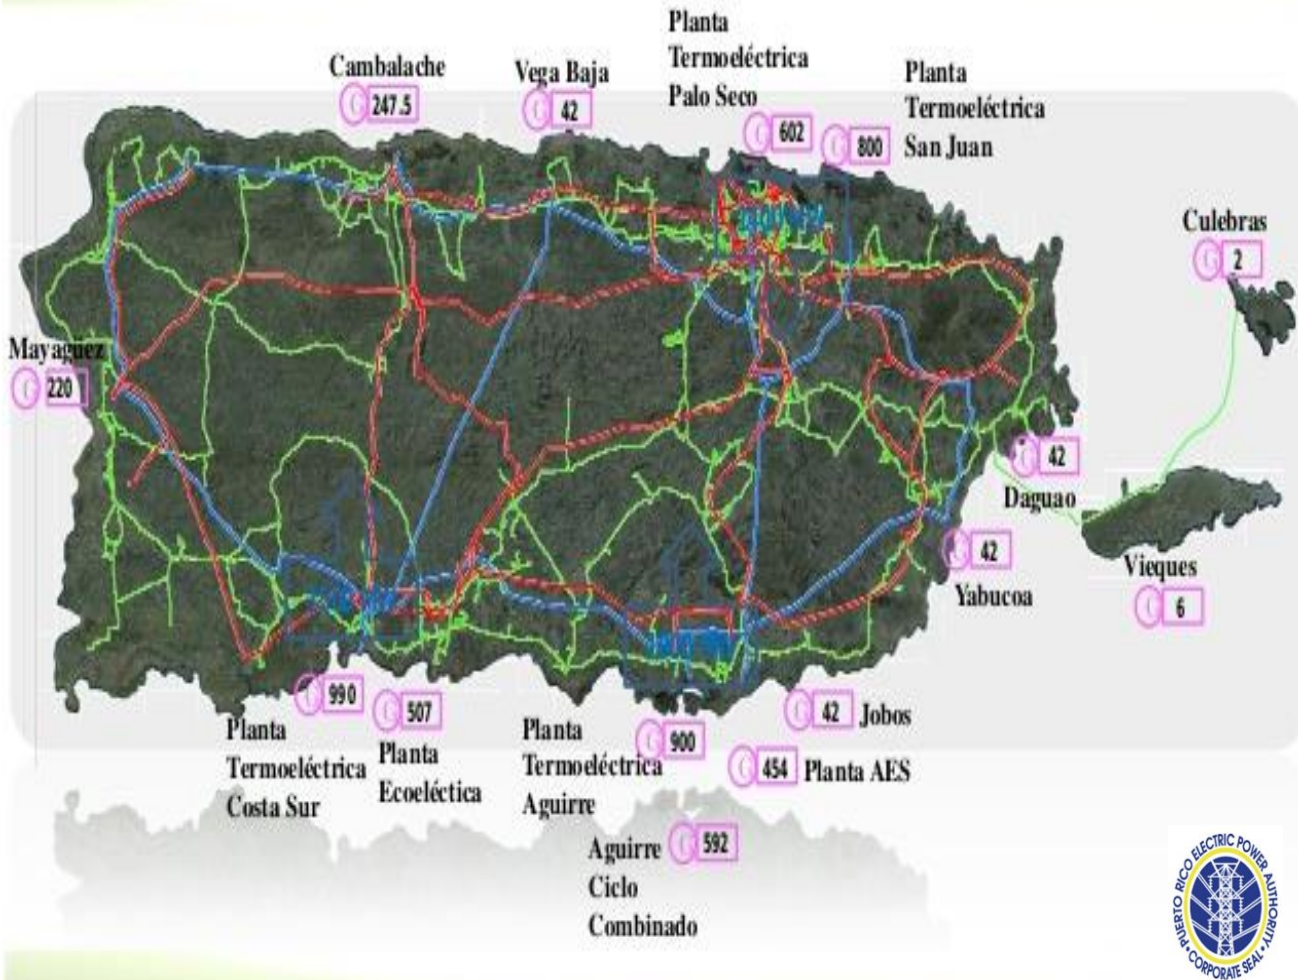 Cambalache
G 247.5
Vega Baja
G 42
Planta
Termoeléctrica
Palo Seco
G 602
Planta
Termoeléctrica
San Juan
G 800
Culebras
G 2
Mayagüez
G 220
G 42
Daguao
G 42
Yabucoa
Vieques
G 6
G 990
Planta
Termoeléctrica
Costa Sur
G 507
Planta
Ecoeléctica
Planta
Termoeléctrica
Aguirre
G 900
G 42 Jobos
G 454 Planta AES
Aguirre
Ciclo
Combinado
G 592
PUERTO RICO ELECTRIC POWER AUTHORITY
CORPORATE SEAL